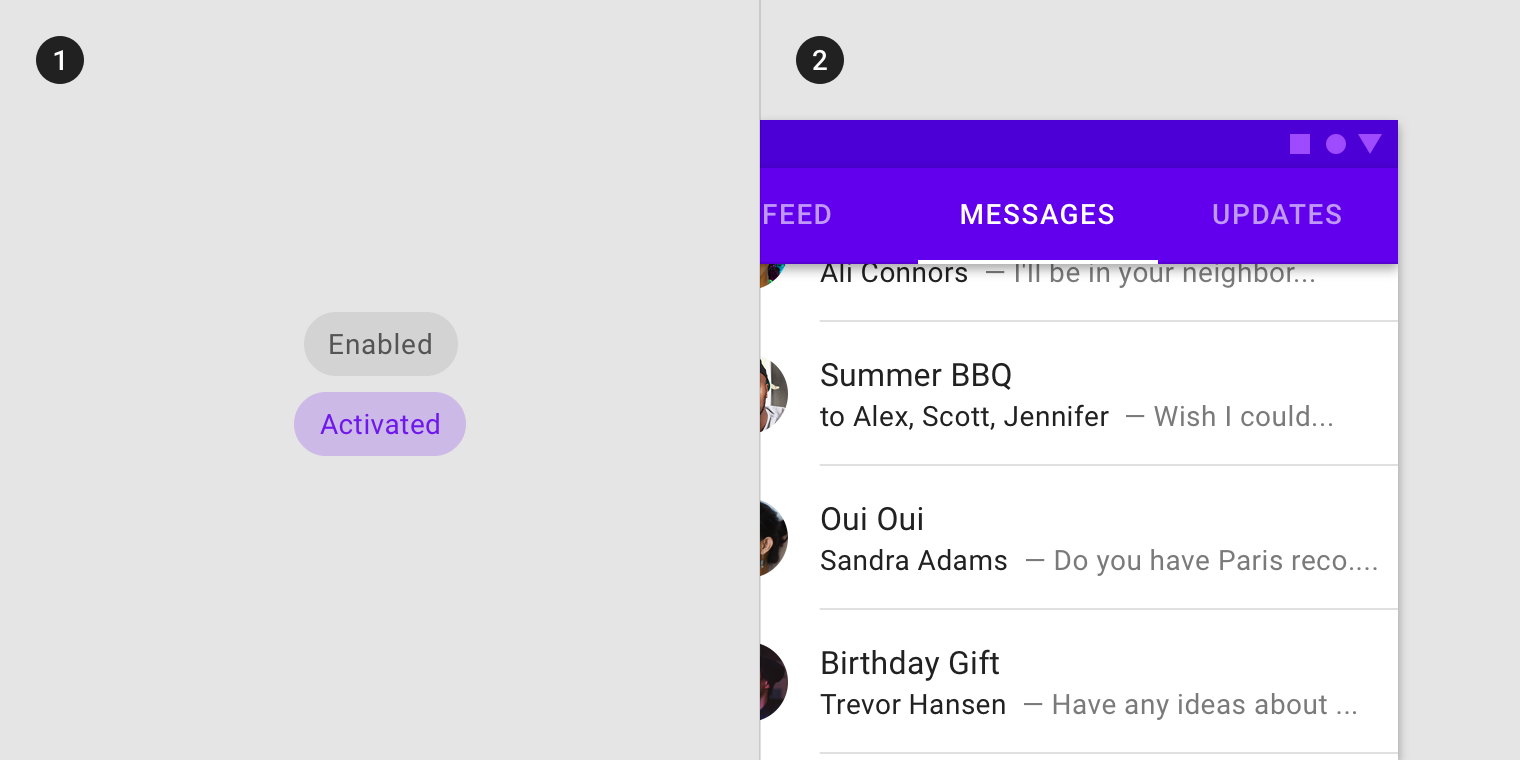 1
Enabled
Activated
2
FEED MESSAGES UPDATES
Ali Connors — I'll be in your neighbor...
Summer BBQ
to Alex, Scott, Jennifer — Wish I could...
Oui Oui
Sandra Adams — Do you have Paris reco....
Birthday Gift
Trevor Hansen — Have any ideas about ...